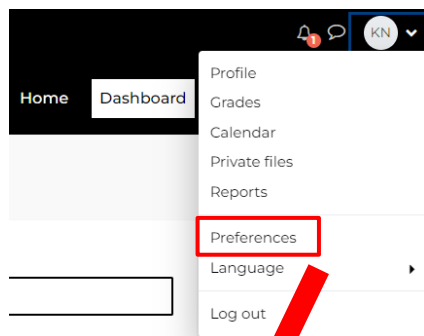 1 KN
Profile
Home Dashboard Grades
Calendar
Private files
Reports
Preferences
Language
Log out